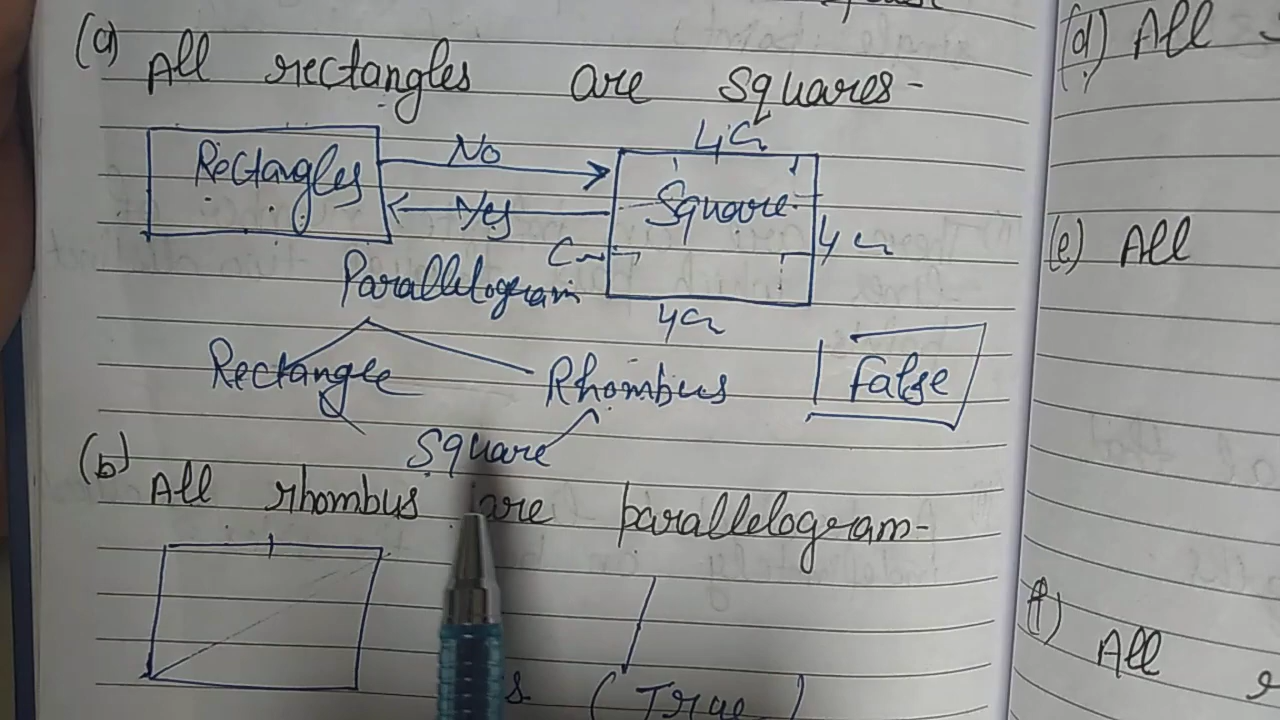 (a) All rectangles are squares-
4cm
Rectangles No Square
Yes
Cm 4cm
Parallelogram
4cm
Rectangle Rhombus False
Square
(b) All rhombus are parallelogram-
True
(d) All
(e) All
(f) All